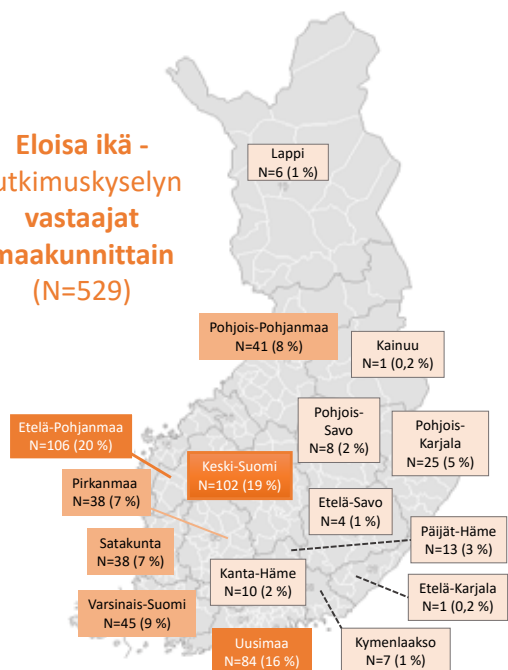 Eloisa ikä -
utkimuskyselyn
vastaajat
maakunnittain
(N=529)
Lappi
N=6 (1 %)
Pohjois-Pohjanmaa
N=41 (8 %)
Kainuu
N=1 (0,2 %)
Pohjois-
Savo
N=8 (2 %)
Pohjois-
Karjala
N=25 (5 %)
Etelä-Pohjanmaa
N=106 (20 %)
Keski-Suomi
N=102 (19 %)
Pirkanmaa
N=38 (7 %)
Etelä-Savo
N=4 (1 %)
Päijät-Häme
N=13 (3 %)
Satakunta
N=38 (7 %)
Kanta-Häme
N=10 (2 %)
Etelä-Karjala
N=1 (0,2 %)
Varsinais-Suomi
N=45 (9 %)
Uusimaa
N=84 (16 %)
Kymenlaakso
N=7 (1 %)